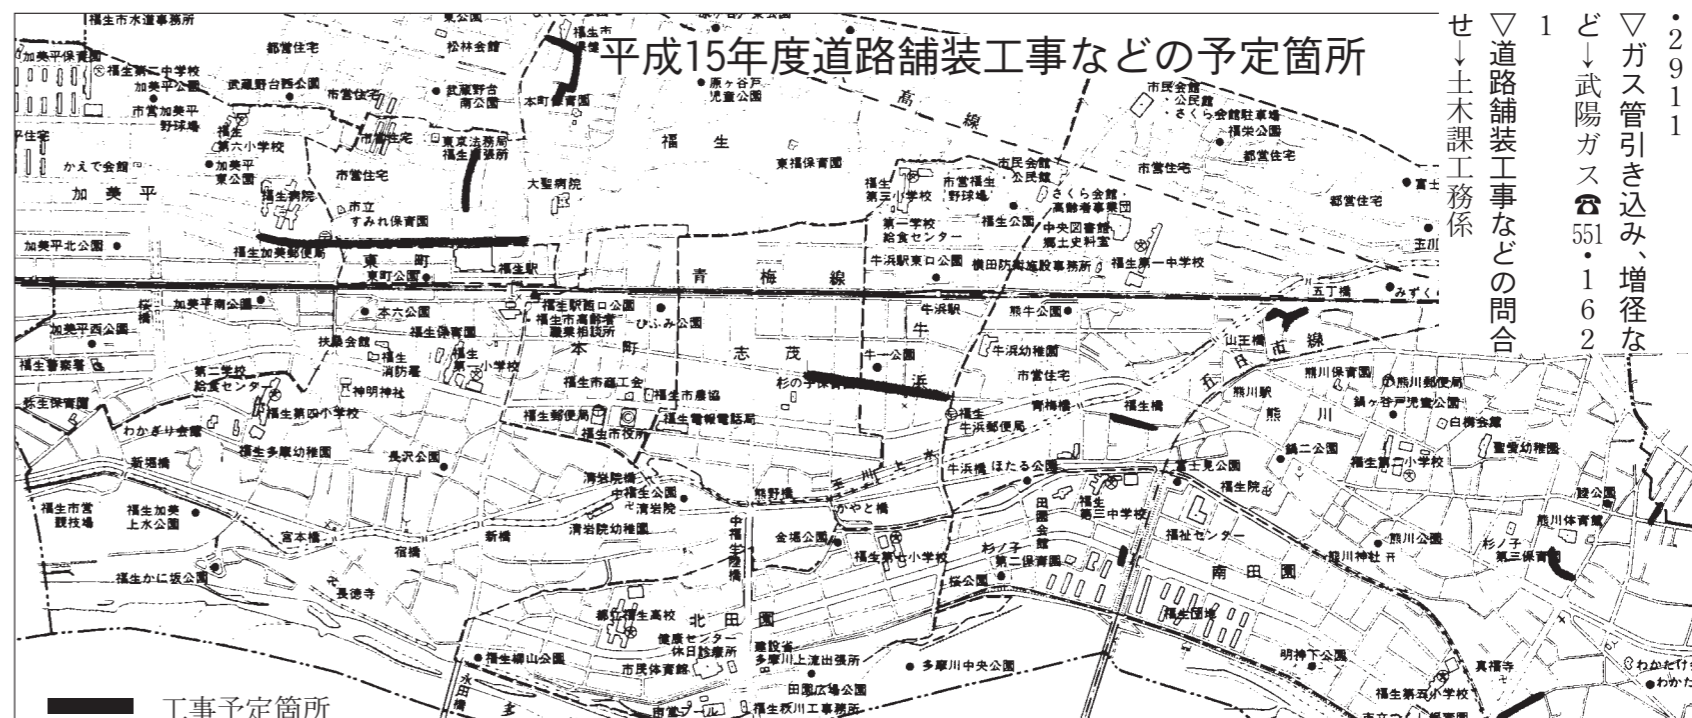 ・2911
▽ガス管引き込み、増径な
ど→武陽ガス☎551・162
1
▽道路舗装工事などの問合
せ→土木課工務係
平成15年度道路舗装工事などの予定箇所
福生市水道事務所
都営住宅
松林会館
加美平保育園
福生第二中学校
加美平公園
武蔵野台西公園
市営住宅
武蔵野台
南公園
本町保育園
原ヶ谷戸
児童公園
市営加美平
野球場
福生
第六小学校
市営住宅
東京法務局
福生出張所
福生
東福保育園
かえで会館
加美平
東公園
市営住宅
大聖病院
加美平
福生病院
市立
すみれ保育園
市民会館
・公民館
・さくら会館駐車場
福栄公園
都営住宅
市営住宅
都営住宅
市民会館
・公民館
福生
第三小学校
市営福生
野球場
さくら会館・
高齢者事業団
福生公園
第一学校
給食センター
中央図書館
郷土史料室
加美平北公園
福生加美郵便局
東町
東町公園
福生駅
青梅線
牛浜駅東口公園
横田防衛施設事務所
福生第一中学校
五丁橋
桜橋
加美平南公園
本六公園
福生駅西口公園
福生市高齢者
職業相談所
ひふみ公園
牛浜駅
熊牛公園
加美平西公園
福生保育園
扶桑会館
本町
志茂
牛浜
牛一公園
牛浜幼稚園
山王橋
五日市線
福生警察署
福生
消防署
福生
第一小学校
第二学校
給食センター
神明神社
福生市商工会
福生市農協
杉の子保育園
市営住宅
熊川駅
熊川
熊川保育園
熊川郵便局
鍋ヶ谷戸児童公園
白梅会館
弥生保育園
福生第四小学校
福生郵便局
福生市役所
福生電報電話局
福生
牛浜郵便局
青梅橋
福生橋
わかぎり会館
福生多摩幼稚園
長沢公園
新堀橋
清岩院橋
中福生公園
清岩院
熊野橋
玉川上水
牛浜橋
ほたる公園
富士見公園
鍋二公園
福生第二小学校
聖愛幼稚園
福生院
福生市営
競技場
福生加美
上水公園
清岩院幼稚園
かやと橋
田園会館
福生
第三中学校
睦公園
熊川体育館
宮本橋
宿橋
新橋
中福生陸橋
金堀公園
福生第七小学校
杉ノ子
第二保育園
福祉センター
熊川神社
熊川公園
杉ノ子
第三保育園
福生かに坂公園
長徳寺
桜公園
南田園
都立福生高校
北田園
福生団地
健康センター
休日診療所
市民体育館
建設省
多摩川上流出張所
福生柳山公園
多摩川中央公園
明神下公園
真福寺
永田橋
田園広場公園
市営プール
福生第五小学校
工事予定箇所